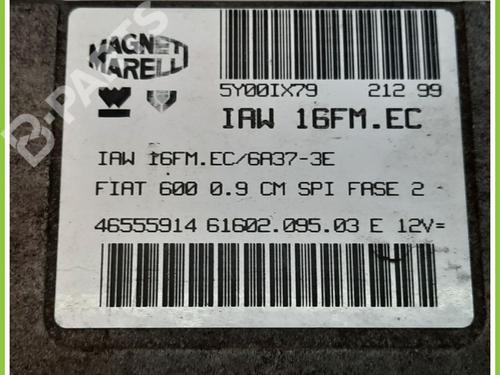 MAGNETI
MARELLI
B-PARTS
5Y00IX79 212 99
IAW 16FM.EC
IAW 16FM.EC/6A37-3E
FIAT 600 0.9 CM SPI FASE 2
46555914 61602.095.03 E 12V=